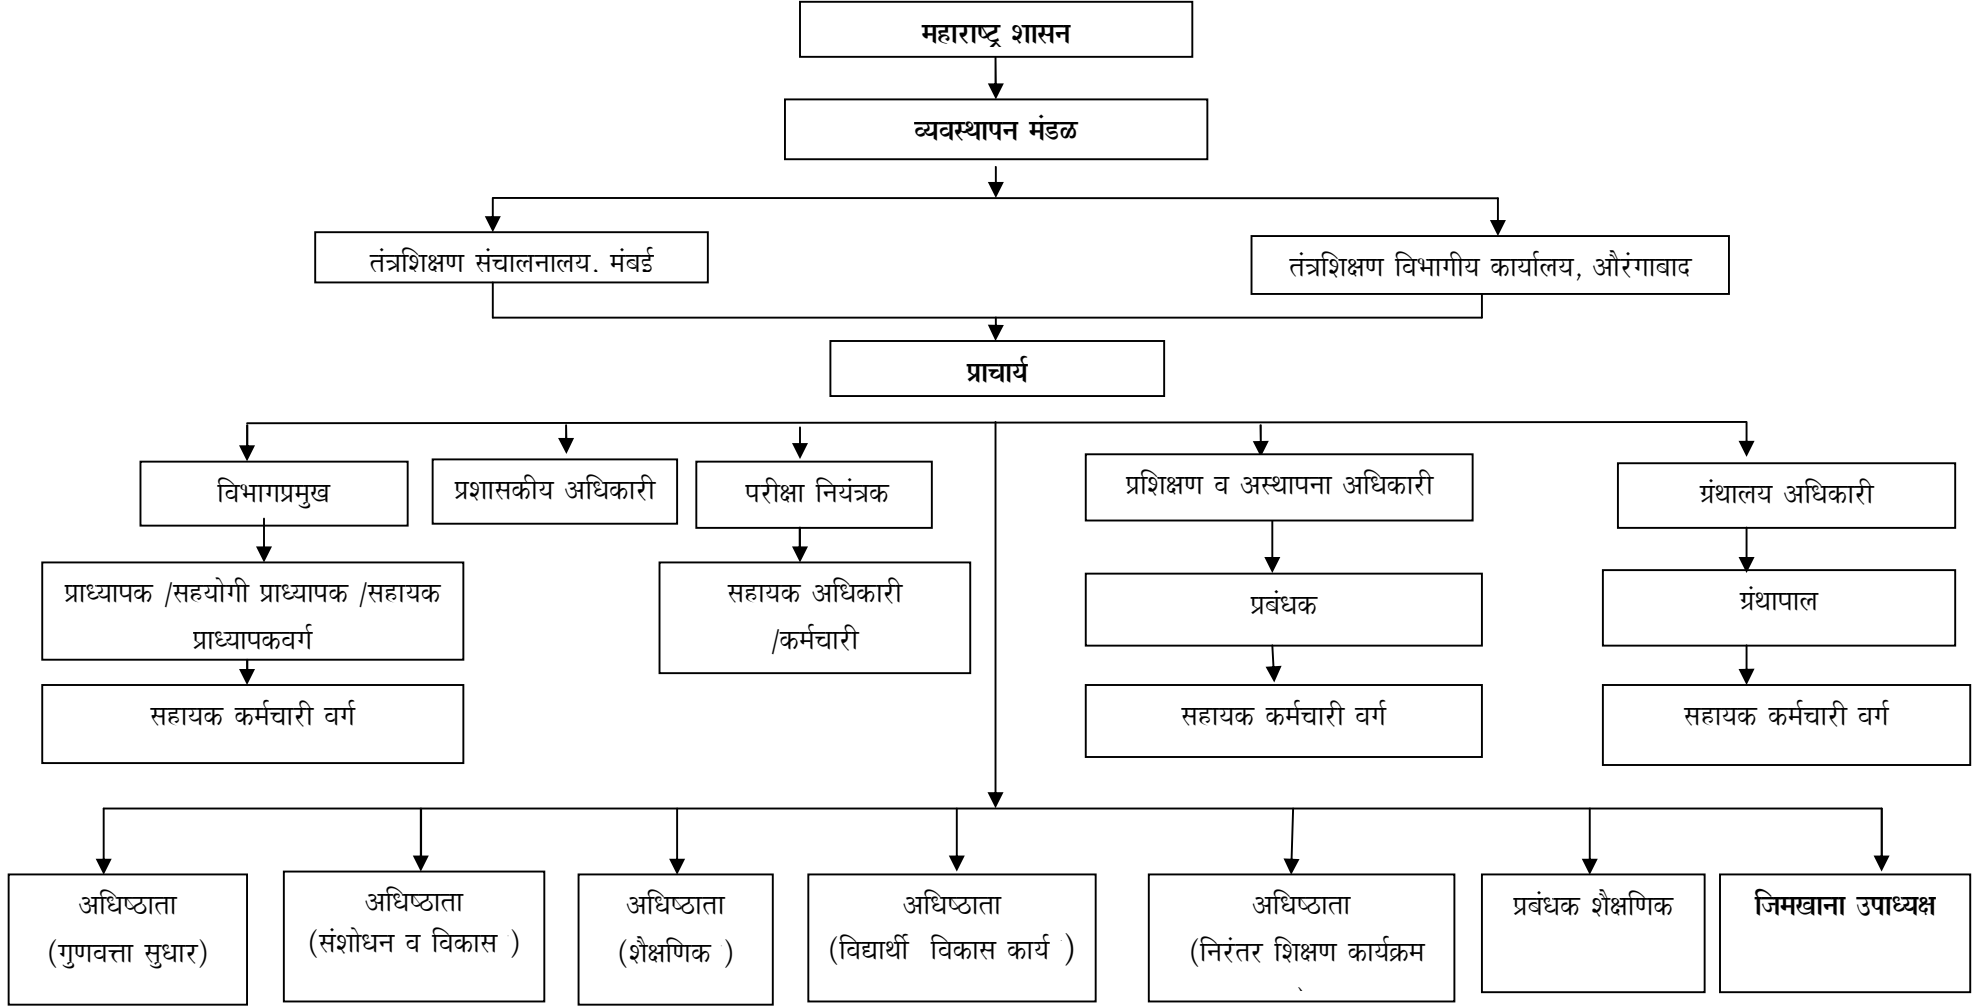 महाराष्ट्र शासन
व्यवस्थापन मंडळ
तंत्रशिक्षण संचालनालय. मंबई
तंत्रशिक्षण विभागीय कार्यालय, औरंगाबाद
प्राचार्य
विभागप्रमुख
प्रशासकीय अधिकारी
परीक्षा नियंत्रक
प्रशिक्षण व अस्थापना अधिकारी
ग्रंथालय अधिकारी
प्राध्यापक /सहयोगी प्राध्यापक /सहायक
प्राध्यापकवर्ग
सहायक अधिकारी
/कर्मचारी
प्रबंधक
ग्रंथापाल
सहायक कर्मचारी वर्ग
सहायक कर्मचारी वर्ग
सहायक कर्मचारी वर्ग
अधिष्ठाता
(गुणवत्ता सुधार)
अधिष्ठाता
(संशोधन व विकास )
अधिष्ठाता
(शैक्षणिक )
अधिष्ठाता
(विद्यार्थी विकास कार्य )
अधिष्ठाता
(निरंतर शिक्षण कार्यक्रम
प्रबंधक शैक्षणिक
जिमखाना उपाध्यक्ष